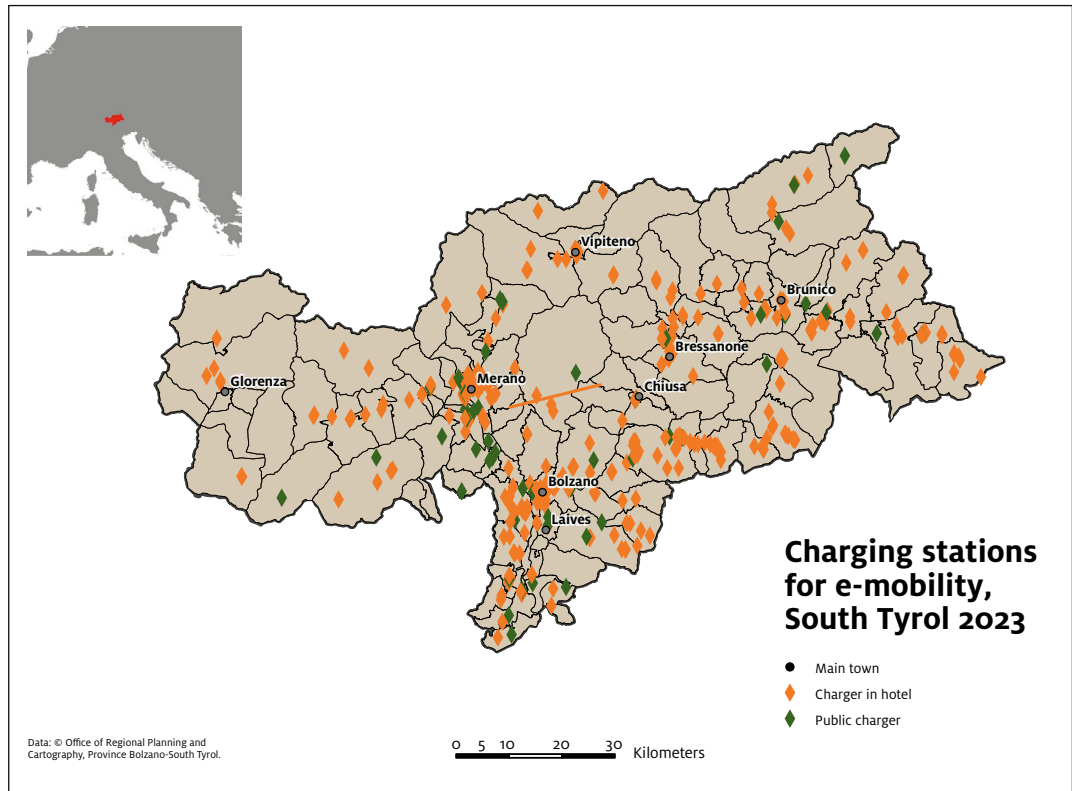 Vipiteno
Brunico
Bressanone
Glorenza
Merano
Chiusa
Bolzano
Laives
Charging stations
for e-mobility,
South Tyrol 2023
Main town
Charger in hotel
Public charger
Data: © Office of Regional Planning and
Cartography, Province Bolzano-South Tyrol.
0 5 10 20 30 Kilometers